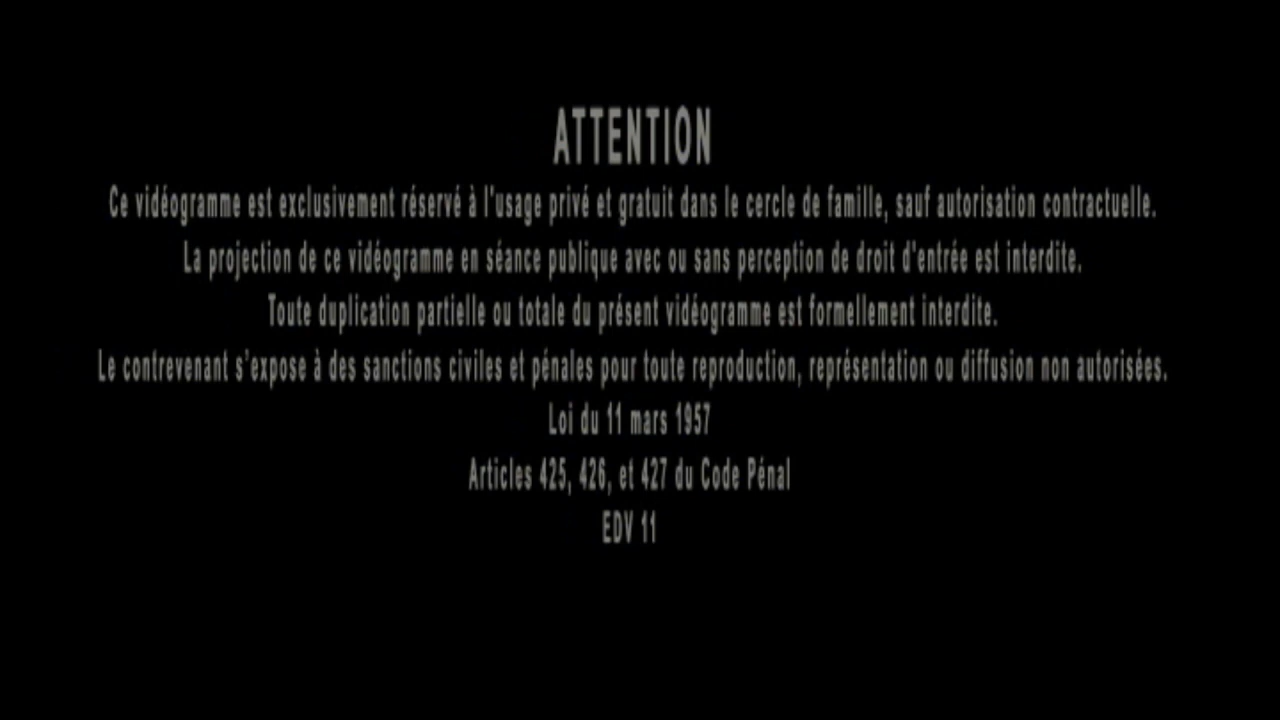 ATTENTION
Ce vidéogramme est exclusivement réservé à l'usage privé et gratuit dans le cercle de famille, sauf autorisation contractuelle.
La projection de ce vidéogramme en séance publique avec ou sans perception de droit d'entrée est interdite.
Toute duplication partielle ou totale du présent vidéogramme est formellement interdite.
Le contrevenant s'expose à des sanctions civiles et pénales pour toute reproduction, représentation ou diffusion non autorisées.
Loi du 11 mars 1957
Articles 425, 426, et 427 du Code Pénal
EDV 11